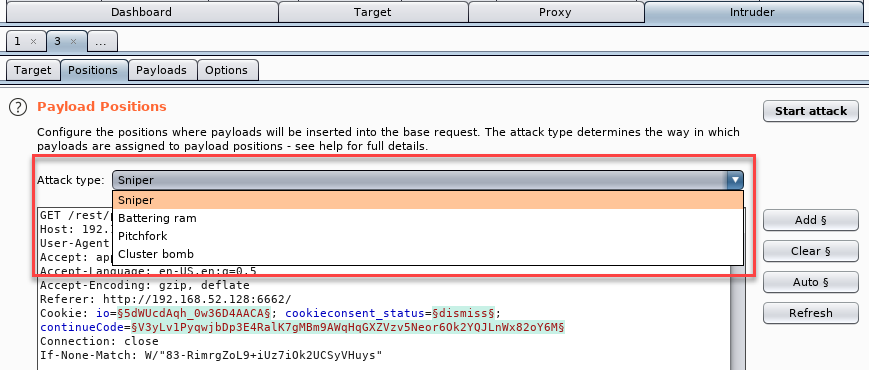 Dashboard Target Proxy Intruder
1 × 3 × ...
Target Positions Payloads Options
? Payload Positions
Start attack
Configure the positions where payloads will be inserted into the base request. The attack type determines the way in which
payloads are assigned to payload positions - see help for full details.
Attack type: Sniper
Sniper
Battering ram
Pitchfork
Cluster bomb
GET /rest/
Host: 192.
User-Agent
Accept: ap
Accept-Language: en-US,en;q=0.5
Accept-Encoding: gzip, deflate
Referer: http://192.168.52.128:6662/
Cookie: io=§5dWUcdAqh_0w36D4AACA§; cookieconsent_status=§dismiss§;
continueCode=§V3yLv1PyqwjbDp3E4RalK7gMBm9AWqHqGXZVzv5Neor6Ok2YQJLnWx82oY6M§
Connection: close
If-None-Match: W/"83-RimrgZoL9+iUz7iOk2UCSyVHuys"
Add §
Clear §
Auto §
Refresh